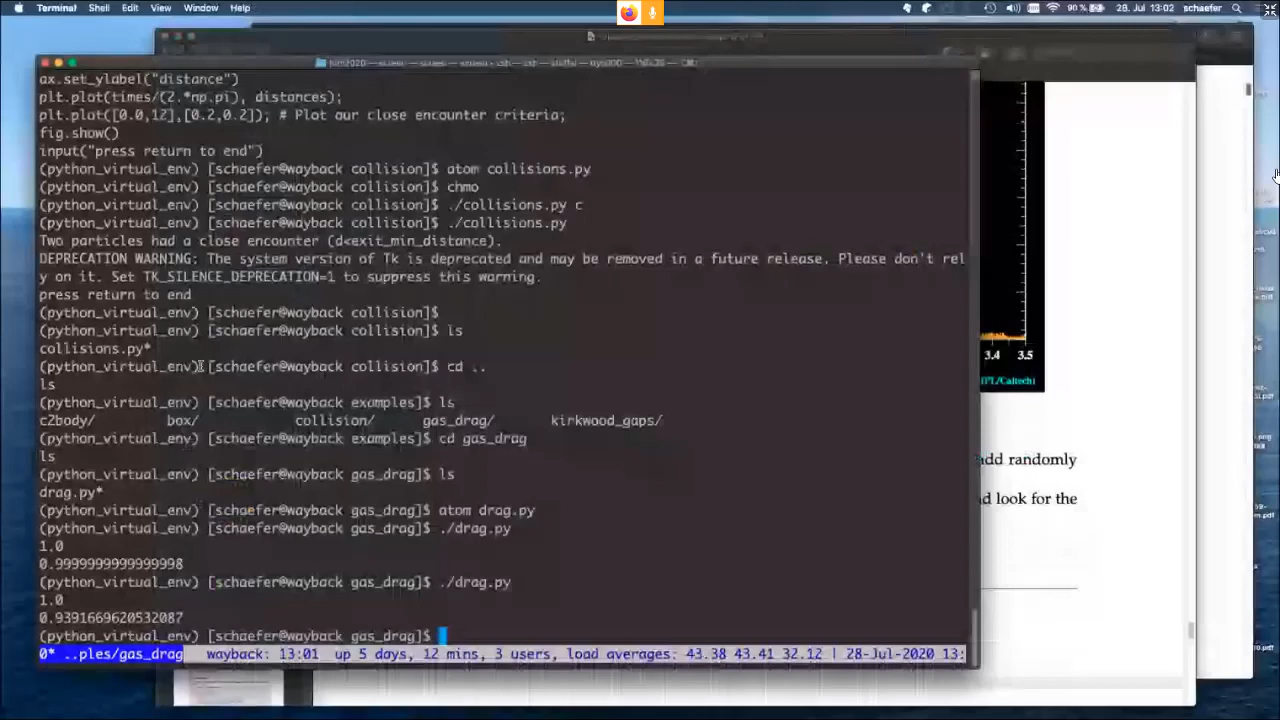 Terminal Shell Edit View Window Help 90 % 28. Jul 13:02 schaefer
ax.set_ylabel("distance")
plt.plot(times/(2.*np.pi), distances);
plt.plot([0.0,12],[0.2,0.2]); # Plot our close encounter criteria;
fig.show()
input("press return to end")
(python_virtual_env) [schaefer@wayback collision]$ atom collisions.py
(python_virtual_env) [schaefer@wayback collision]$ chmo
(python_virtual_env) [schaefer@wayback collision]$ ./collisions.py c
(python_virtual_env) [schaefer@wayback collision]$ ./collisions.py
Two particles had a close encounter (d<exit_min_distance).
DEPRECATION WARNING: The system version of Tk is deprecated and may be removed in a future release. Please don't rel
y on it. Set TK_SILENCE_DEPRECATION=1 to suppress this warning.
press return to end
(python_virtual_env) [schaefer@wayback collision]$
(python_virtual_env) [schaefer@wayback collision]$ ls
collisions.py*
(python_virtual_env) [schaefer@wayback collision]$ cd ..
ls
(python_virtual_env) [schaefer@wayback examples]$ ls
c2body/ box/ collision/ gas_drag/ kirkwood_gaps/
(python_virtual_env) [schaefer@wayback examples]$ cd gas_drag
ls
(python_virtual_env) [schaefer@wayback gas_drag]$ ls
drag.py*
(python_virtual_env) [schaefer@wayback gas_drag]$ atom drag.py
(python_virtual_env) [schaefer@wayback gas_drag]$ ./drag.py
1.0
0.9999999999999998
(python_virtual_env) [schaefer@wayback gas_drag]$ ./drag.py
1.0
0.9391669620532087
(python_virtual_env) [schaefer@wayback gas_drag]$
0* ..ples/gas_drag wayback: 13:01 up 5 days, 12 mins, 3 users, load averages: 43.38 43.41 32.12 | 28-Jul-2020 13:
3.4 3.5
add randomly
d look for the